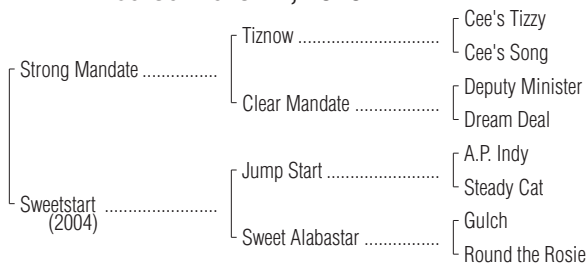 Cee's Tizzy
Tiznow
Cee's Song
Strong Mandate
Deputy Minister
Clear Mandate
Dream Deal
A.P. Indy
Jump Start
Steady Cat
Sweetstart
(2004)
Gulch
Sweet Alabastar
Round the Rosie